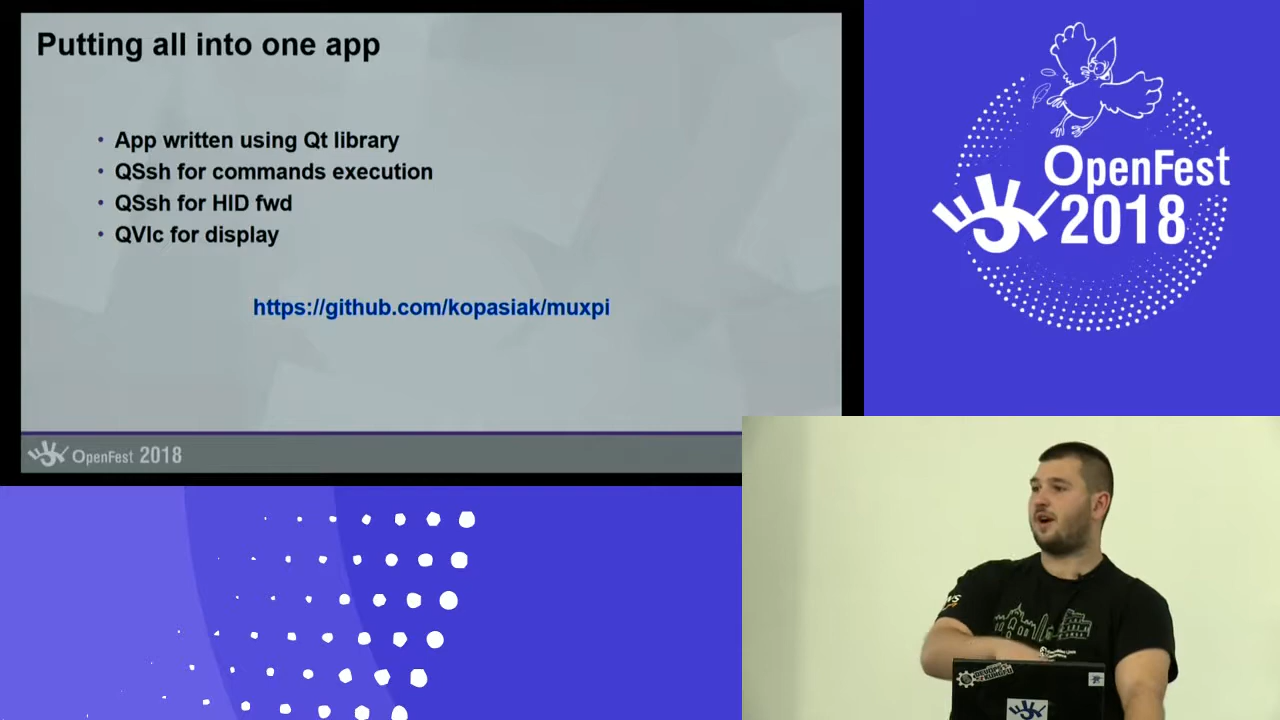 Putting all into one app
• App written using Qt library
• QSsh for commands execution
• QSsh for HID fwd
• QVlc for display
https://github.com/kopasiak/muxpi
OpenFest 2018
OpenFest
2018